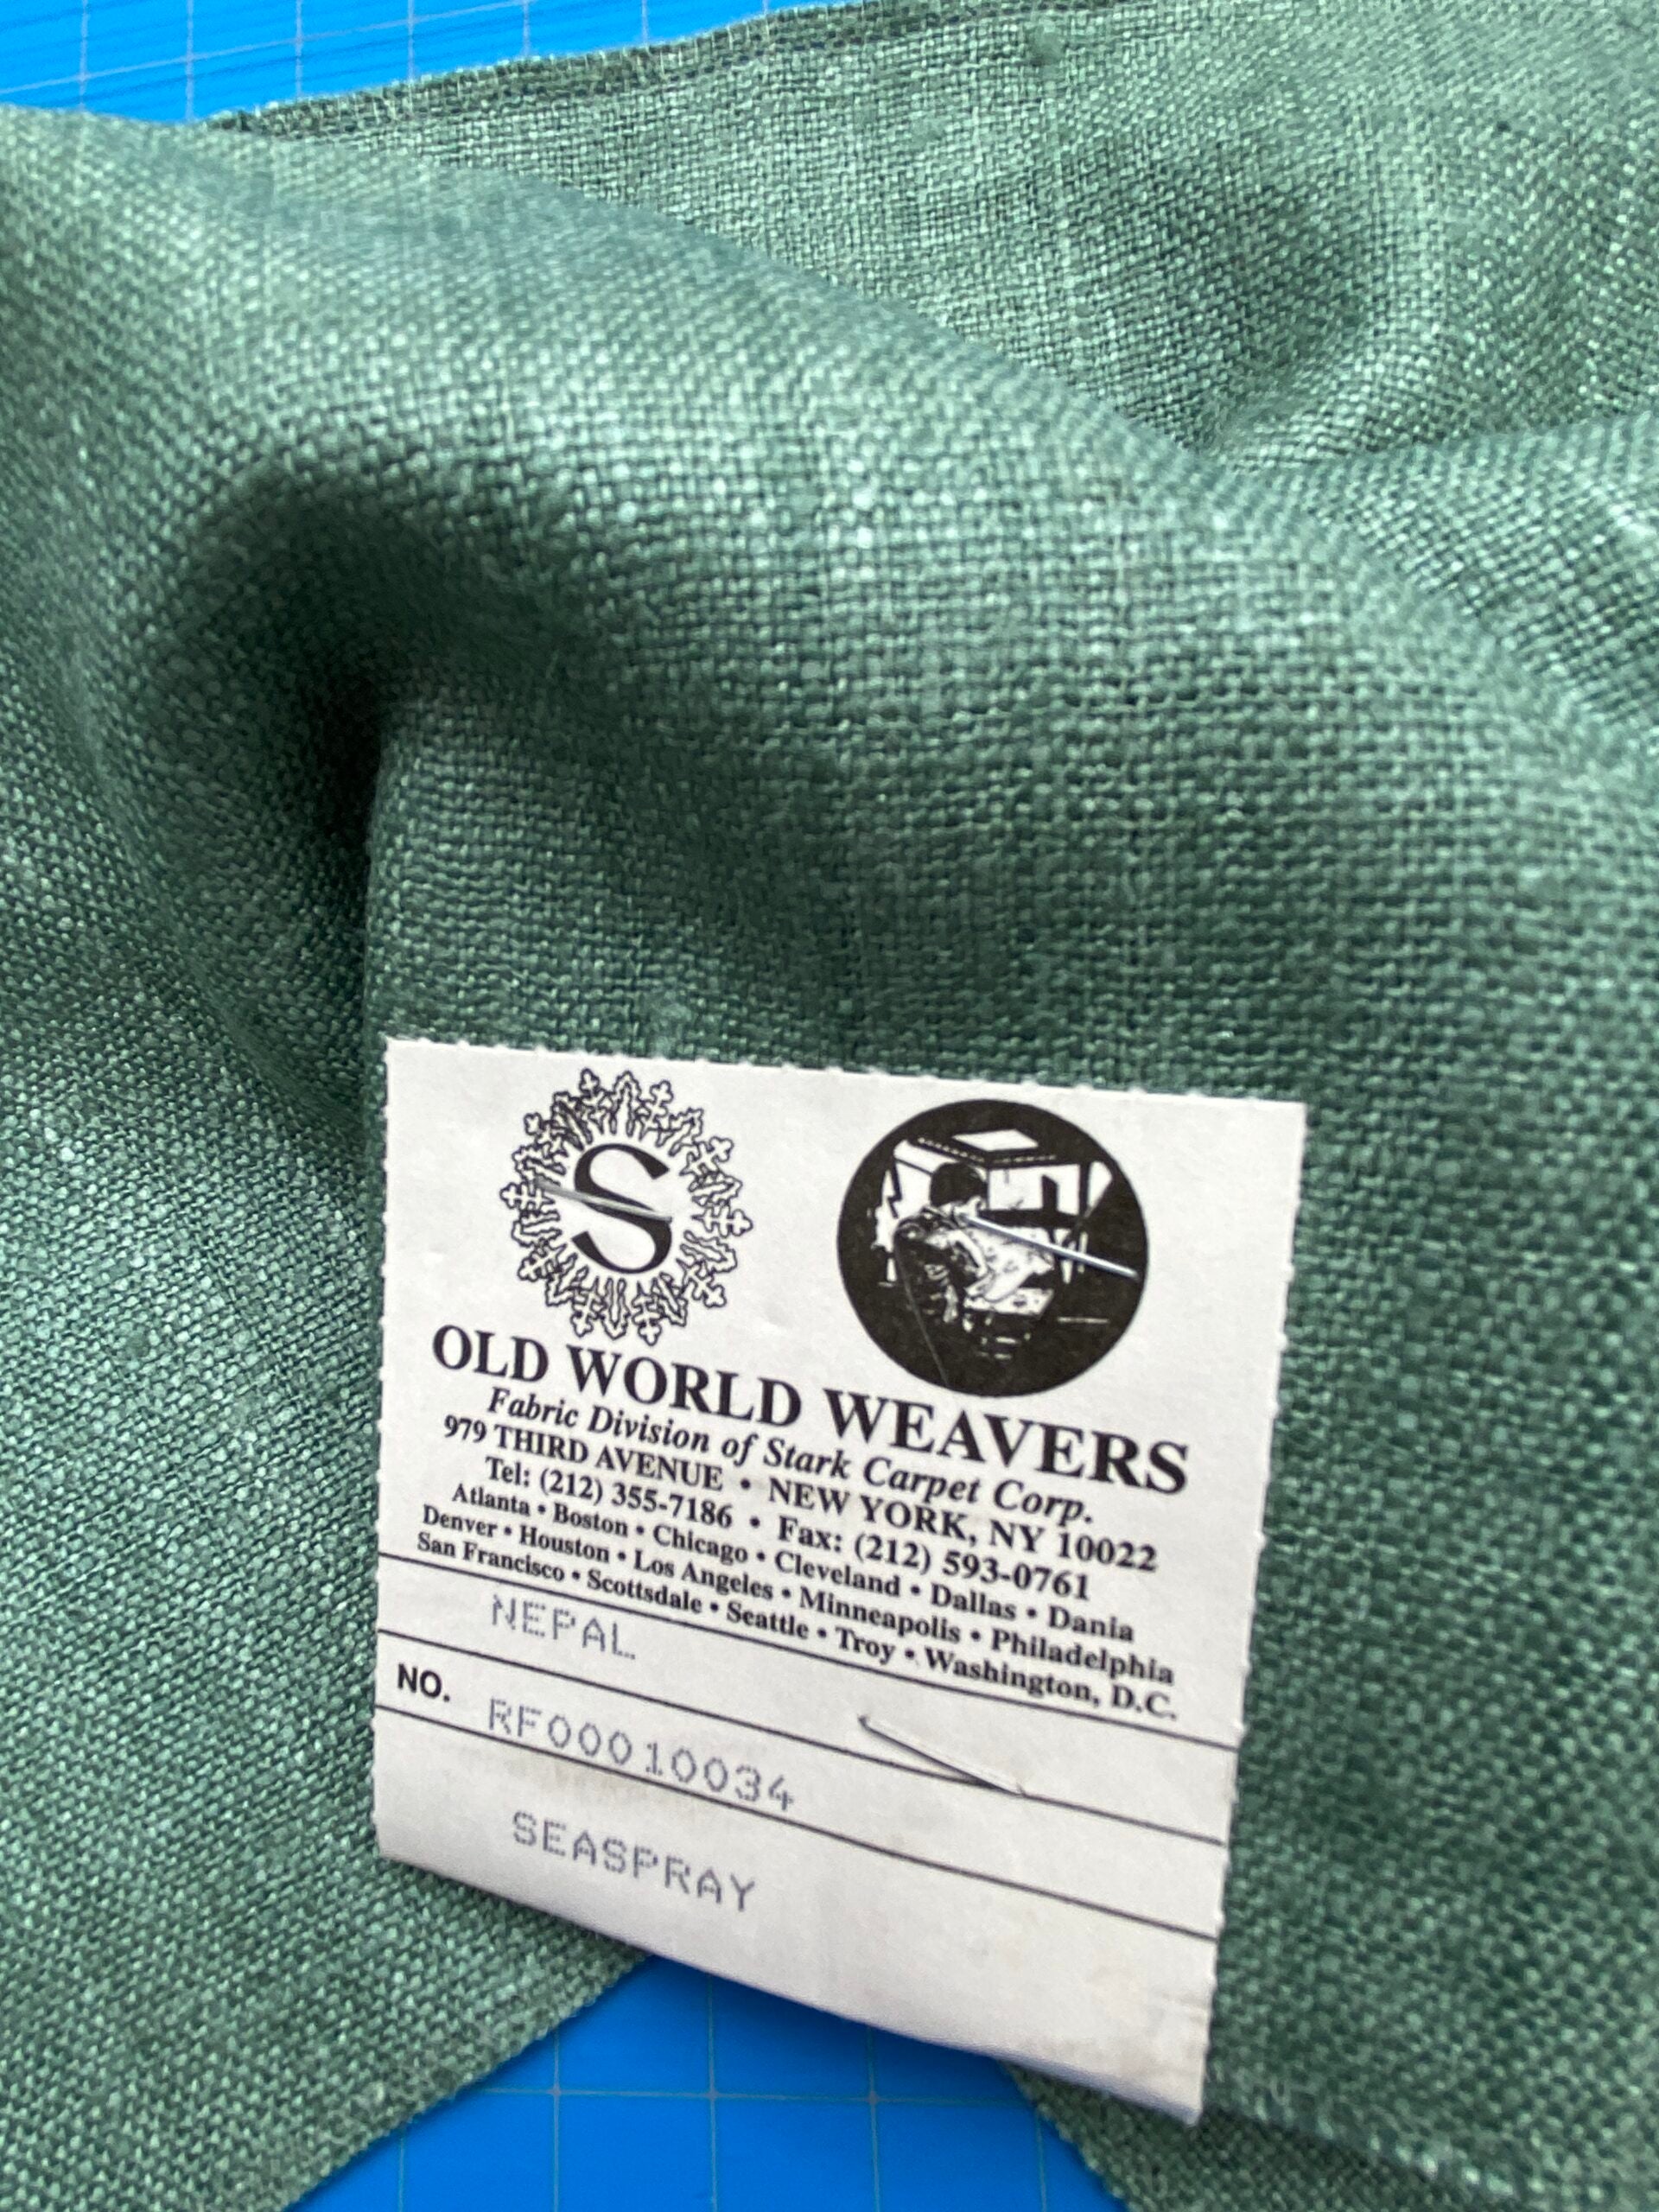 S
OLD WORLD WEAVERS
Fabric Division of Stark Carpet Corp.
979 THIRD AVENUE • NEW YORK, NY 10022
Tel: (212) 355-7186 • Fax: (212) 593-0761
Atlanta • Boston • Chicago • Cleveland • Dallas • Dania
Denver • Houston • Los Angeles • Minneapolis • Philadelphia
San Francisco • Scottsdale • Seattle • Troy • Washington, D.C.
NEPAL
NO. RF00010034
SEASPRAY